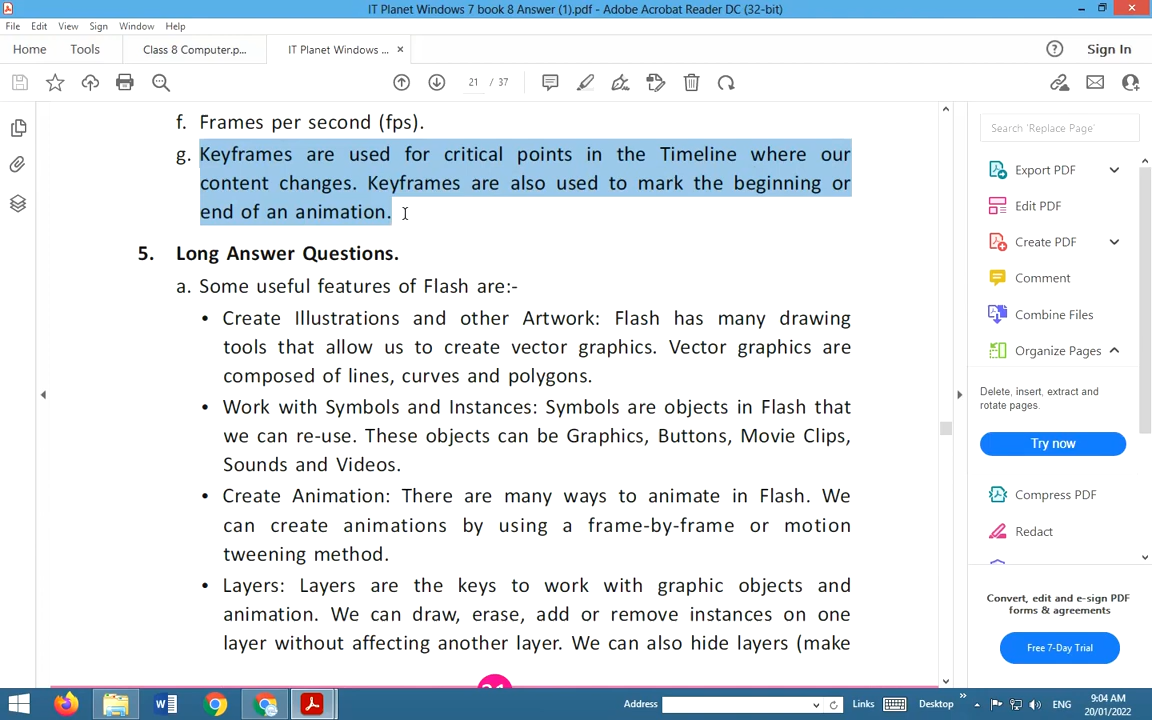 IT Planet Windows 7 book 8 Answer (1).pdf - Adobe Acrobat Reader DC (32-bit)
File Edit View Sign Window Help
Home Tools Class 8 Computer.p... IT Planet Windows ... × Sign In
21 / 37
f. Frames per second (fps).
g. Keyframes are used for critical points in the Timeline where our
content changes. Keyframes are also used to mark the beginning or
end of an animation.
5. Long Answer Questions.
a. Some useful features of Flash are:-
• Create Illustrations and other Artwork: Flash has many drawing
tools that allow us to create vector graphics. Vector graphics are
composed of lines, curves and polygons.
• Work with Symbols and Instances: Symbols are objects in Flash that
we can re-use. These objects can be Graphics, Buttons, Movie Clips,
Sounds and Videos.
• Create Animation: There are many ways to animate in Flash. We
can create animations by using a frame-by-frame or motion
tweening method.
• Layers: Layers are the keys to work with graphic objects and
animation. We can draw, erase, add or remove instances on one
layer without affecting another layer. We can also hide layers (make
Search 'Replace Page'
Export PDF
Edit PDF
Create PDF
Comment
Combine Files
Organize Pages
Delete, insert, extract and
rotate pages.
Try now
Compress PDF
Redact
Convert, edit and e-sign PDF
forms & agreements
Free 7-Day Trial
Address Links Desktop » ENG
9:04 AM
20/01/2022